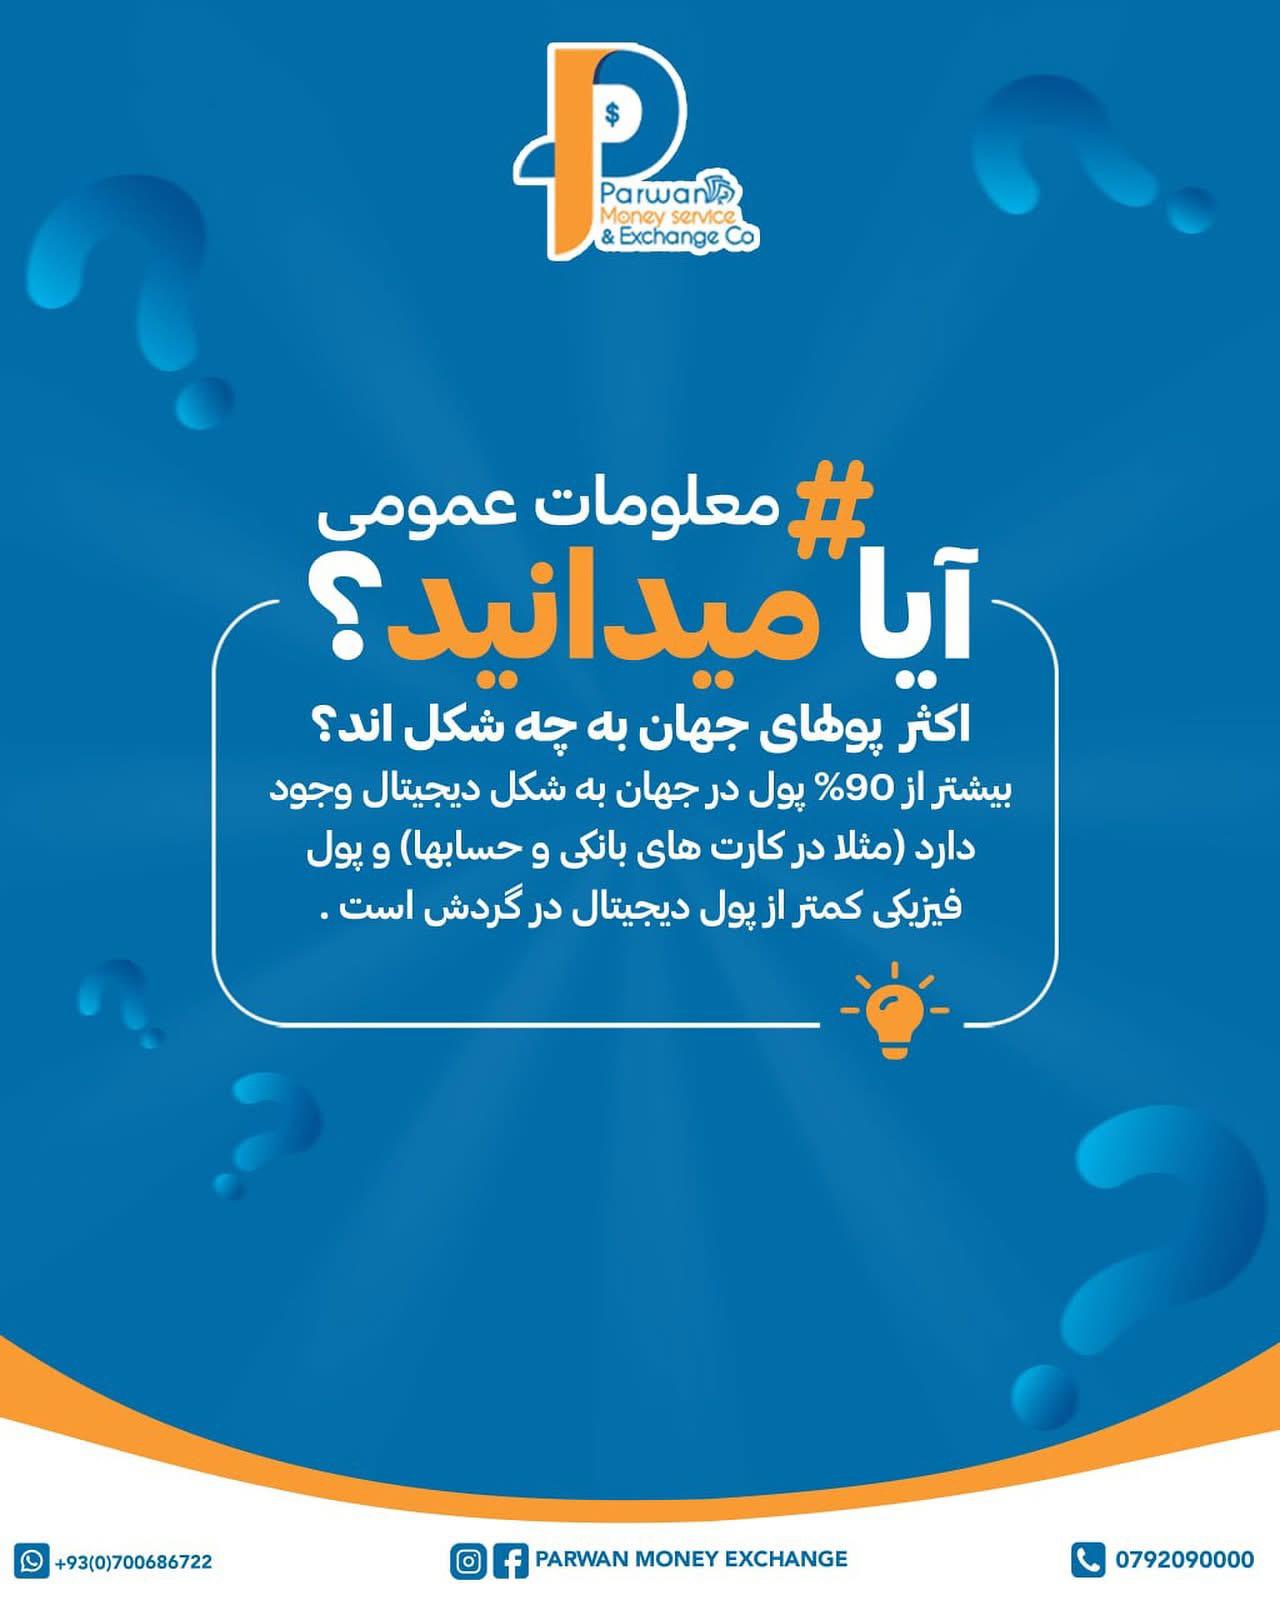 Parwan
Money service
& Exchange Co
#معلومات عمومی
آیا میدانید؟
اکثر پولهای جهان به چه شکل اند؟
بیشتر از 90% پول در جهان به شکل دیجیتال وجود
دارد (مثلا در کارت های بانکی و حسابها) و پول
فیزیکی کمتر از پول دیجیتال در گردش است .
+93(0)700686722
PARWAN MONEY EXCHANGE
0792090000